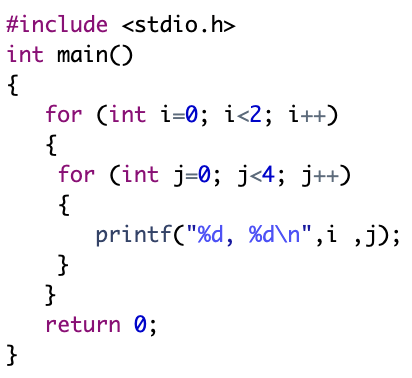 #include <stdio.h>
int main()
{
   for (int i=0; i<2; i++)
   {
    for (int j=0; j<4; j++)
    {
       printf("%d, %d\n",i ,j);
    }
   }
   return 0;
}